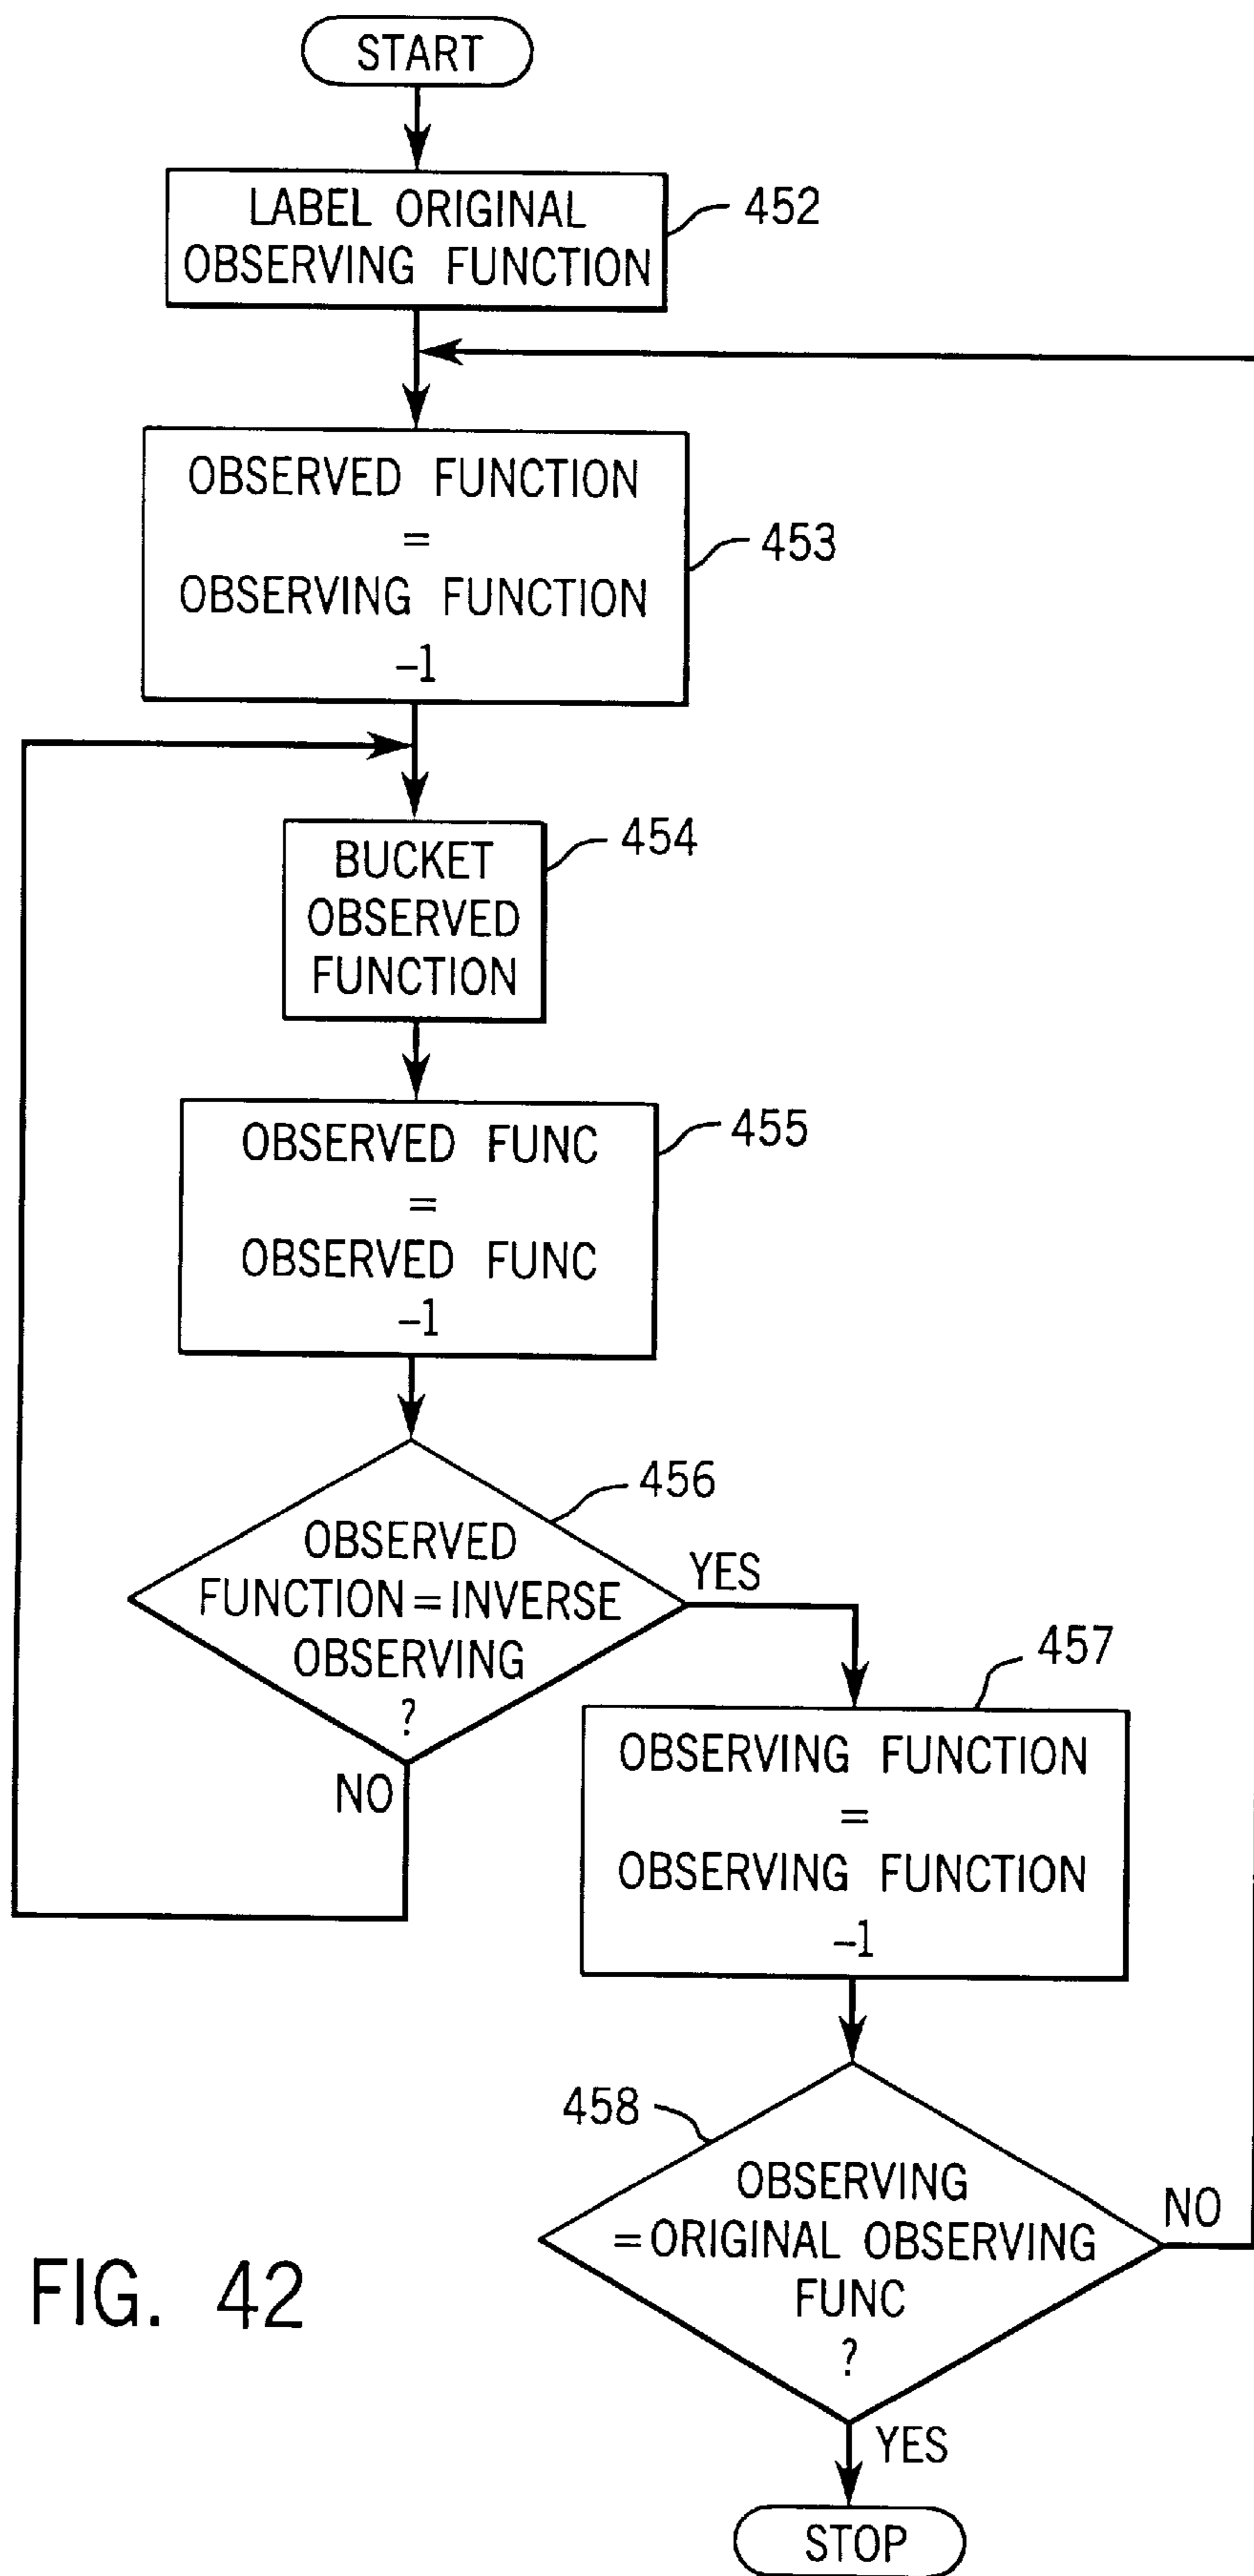 START
LABEL ORIGINAL
OBSERVING FUNCTION
452
OBSERVED FUNCTION
=
OBSERVING FUNCTION
-1
453
BUCKET
OBSERVED
FUNCTION
454
OBSERVED FUNC
=
OBSERVED FUNC
-1
455
OBSERVED
FUNCTION = INVERSE
OBSERVING
?
456
YES
NO
OBSERVING FUNCTION
=
OBSERVING FUNCTION
-1
457
458
OBSERVING
= ORIGINAL OBSERVING
FUNC
?
NO
YES
STOP
FIG. 42